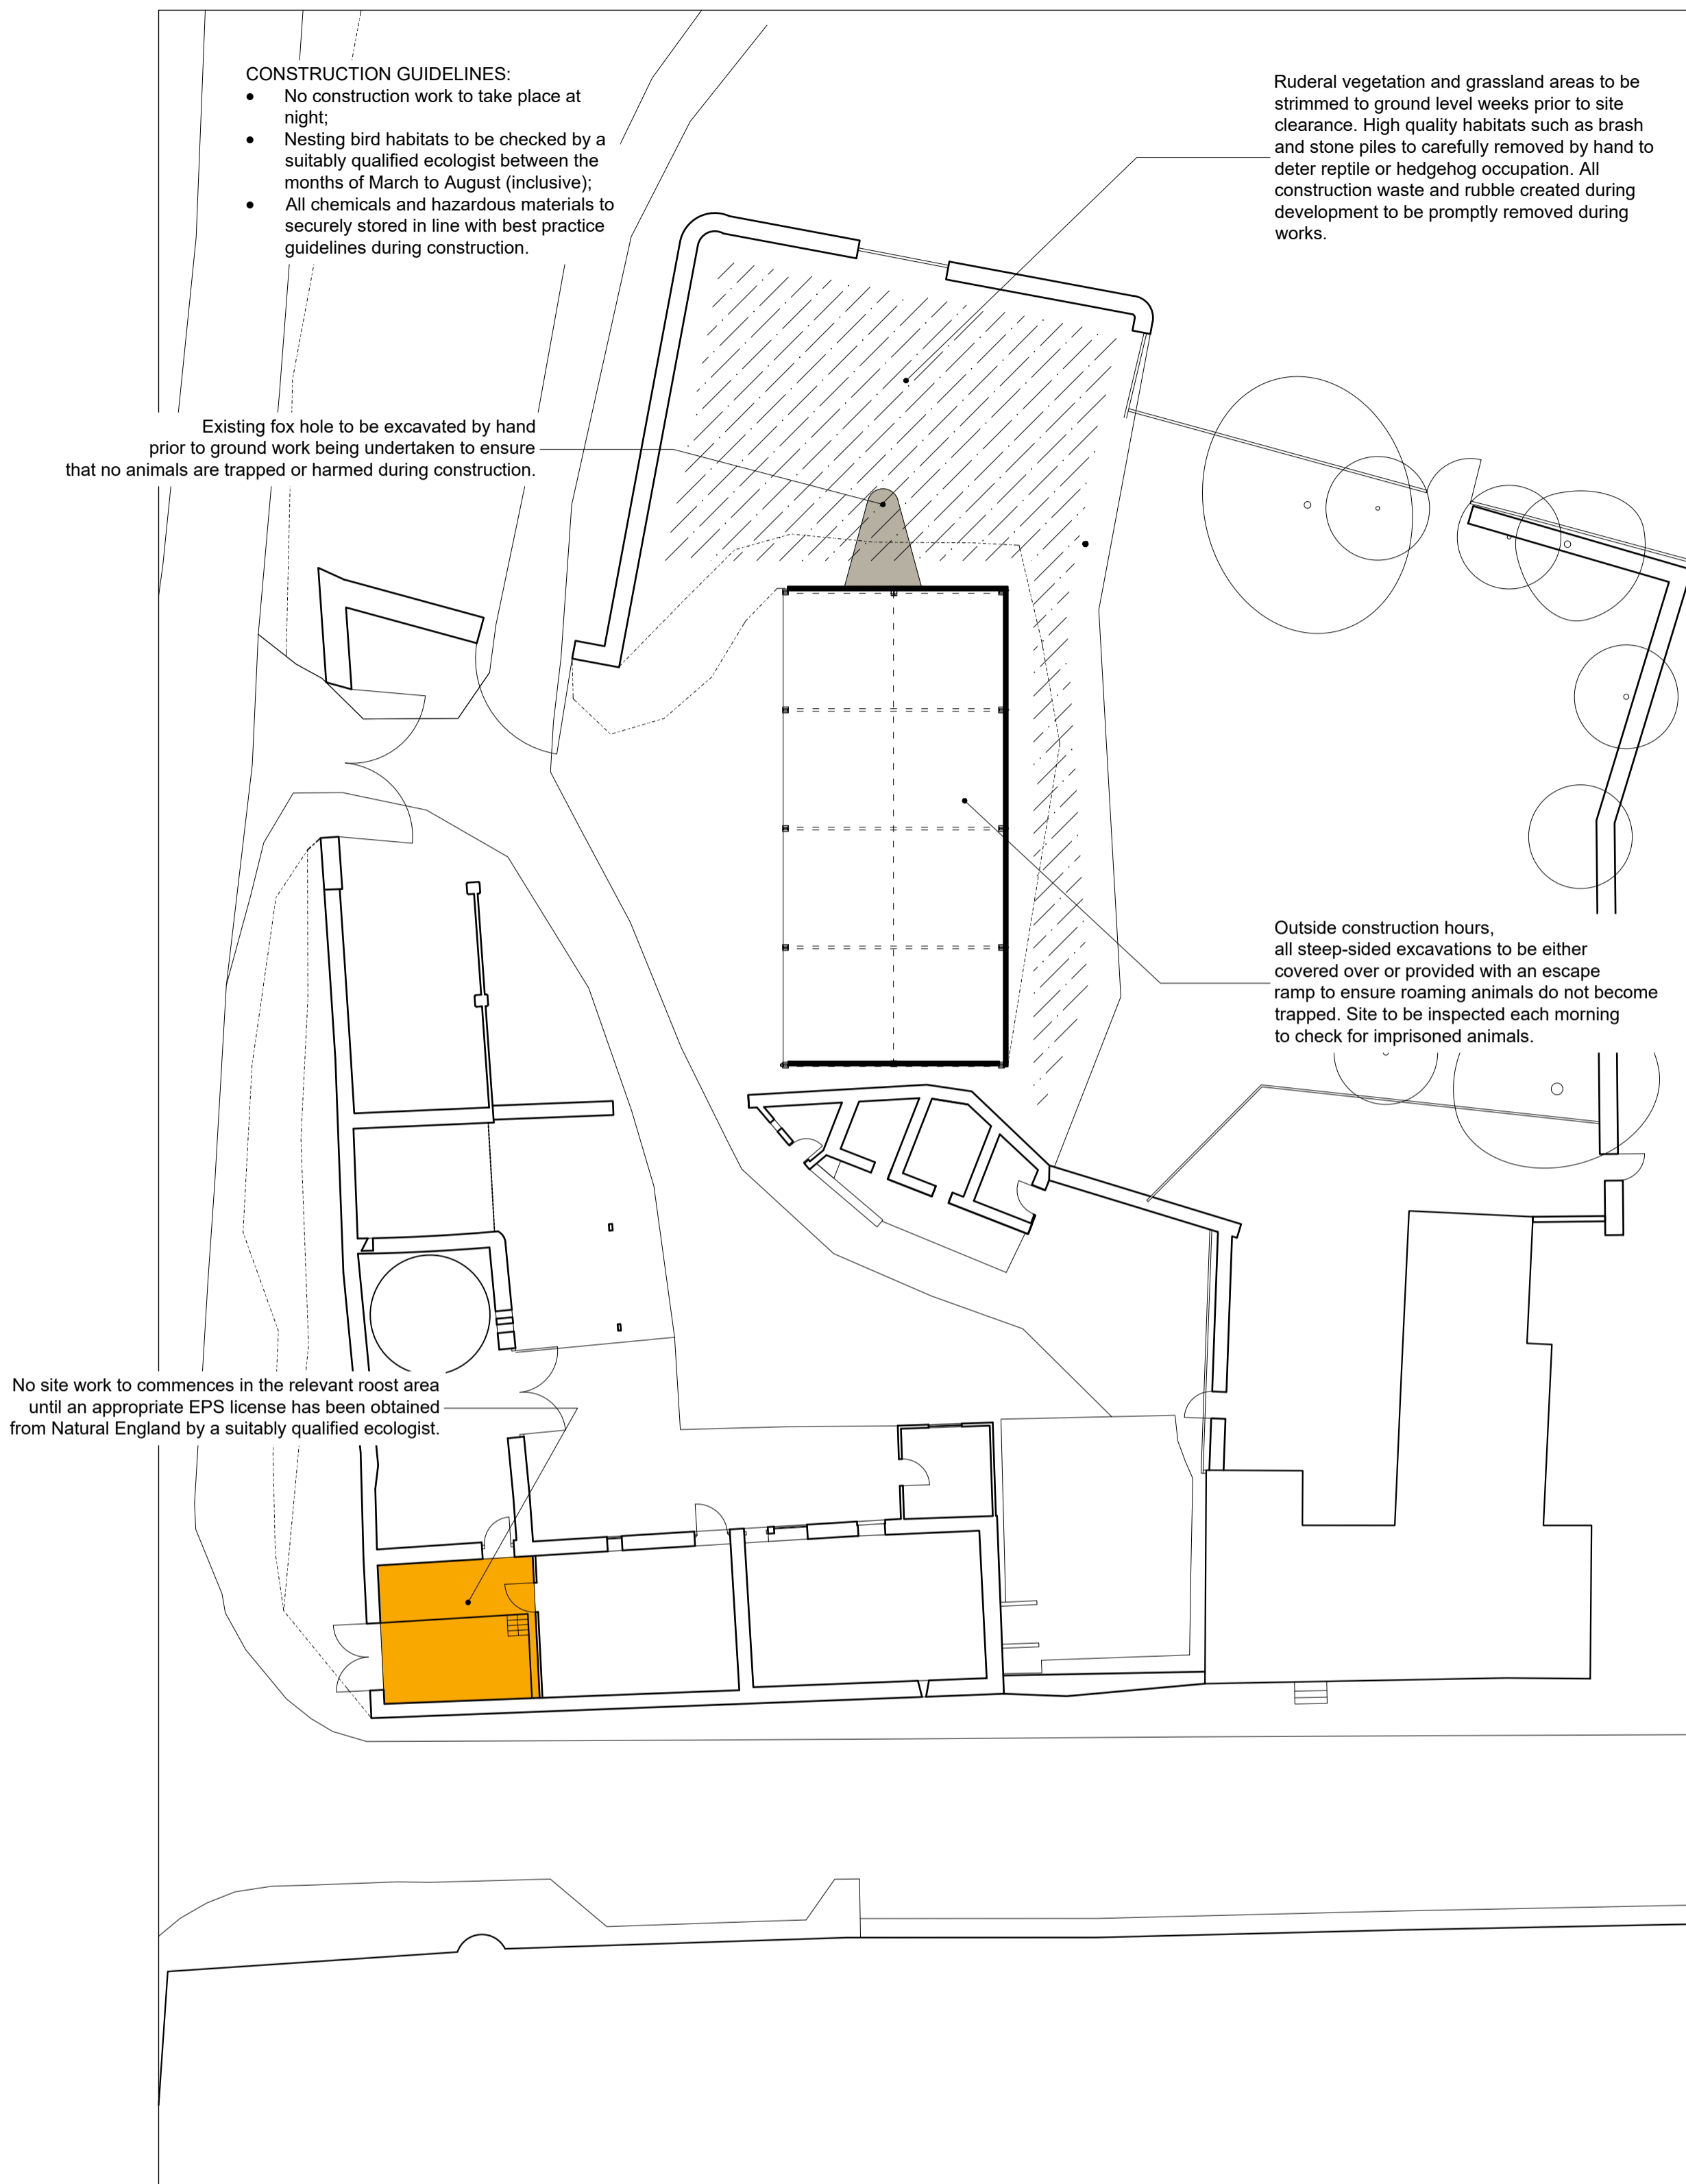 CONSTRUCTION GUIDELINES:
• No construction work to take place at
night;
• Nesting bird habitats to be checked by a
suitably qualified ecologist between the
months of March to August (inclusive);
• All chemicals and hazardous materials to
securely stored in line with best practice
guidelines during construction.
Ruderal vegetation and grassland areas to be
strimmed to ground level weeks prior to site
clearance. High quality habitats such as brash
and stone piles to carefully removed by hand to
deter reptile or hedgehog occupation. All
construction waste and rubble created during
development to be promptly removed during
works.
Existing fox hole to be excavated by hand
prior to ground work being undertaken to ensure
that no animals are trapped or harmed during construction.
Outside construction hours,
all steep-sided excavations to be either
covered over or provided with an escape
ramp to ensure roaming animals do not become
trapped. Site to be inspected each morning
to check for imprisoned animals.
No site work to commences in the relevant roost area
until an appropriate EPS license has been obtained
from Natural England by a suitably qualified ecologist.